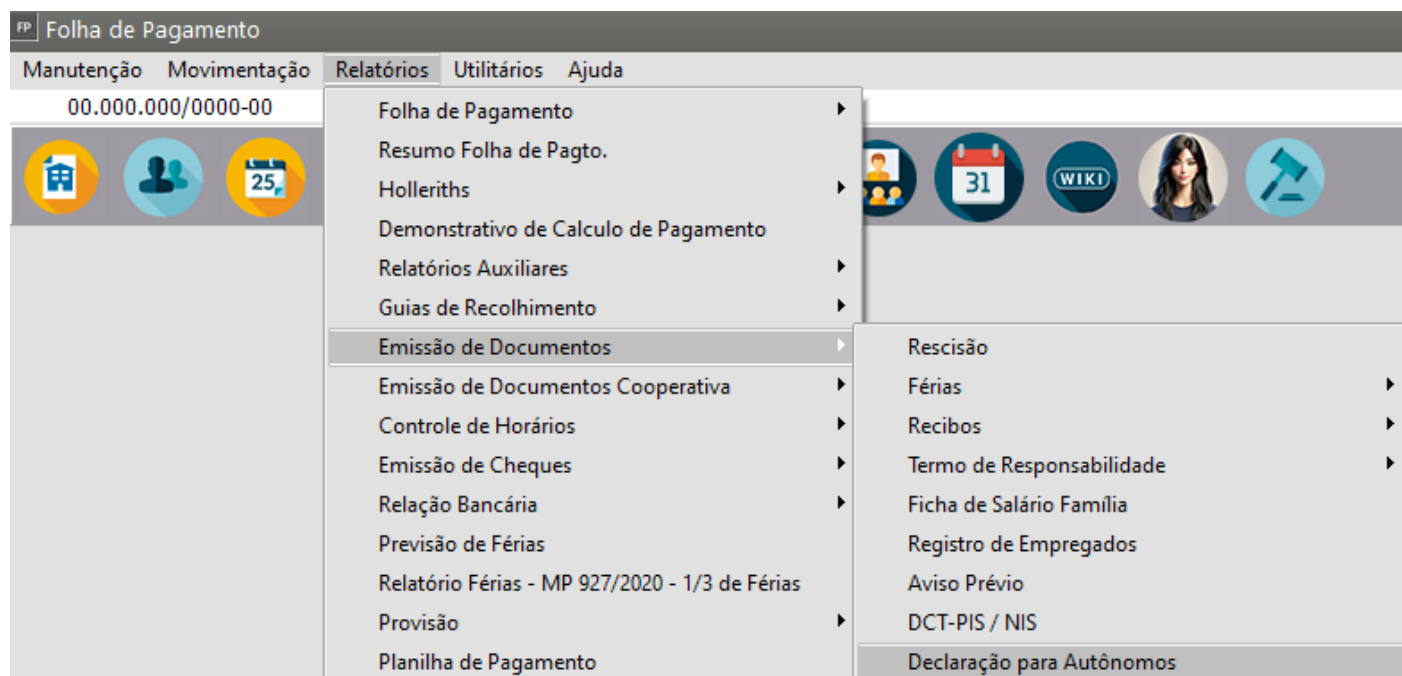 FP Folha de Pagamento
Manutenção Movimentação Relatórios Utilitários Ajuda
00.000.000/0000-00
25
31
WIKI
Folha de Pagamento
Resumo Folha de Pagto.
Holleriths
Demonstrativo de Calculo de Pagamento
Relatórios Auxiliares
Guias de Recolhimento
Emissão de Documentos
Emissão de Documentos Cooperativa
Controle de Horários
Emissão de Cheques
Relação Bancária
Previsão de Férias
Relatório Férias - MP 927/2020 - 1/3 de Férias
Provisão
Planilha de Pagamento
Rescisão
Férias
Recibos
Termo de Responsabilidade
Ficha de Salário Família
Registro de Empregados
Aviso Prévio
DCT-PIS / NIS
Declaração para Autônomos